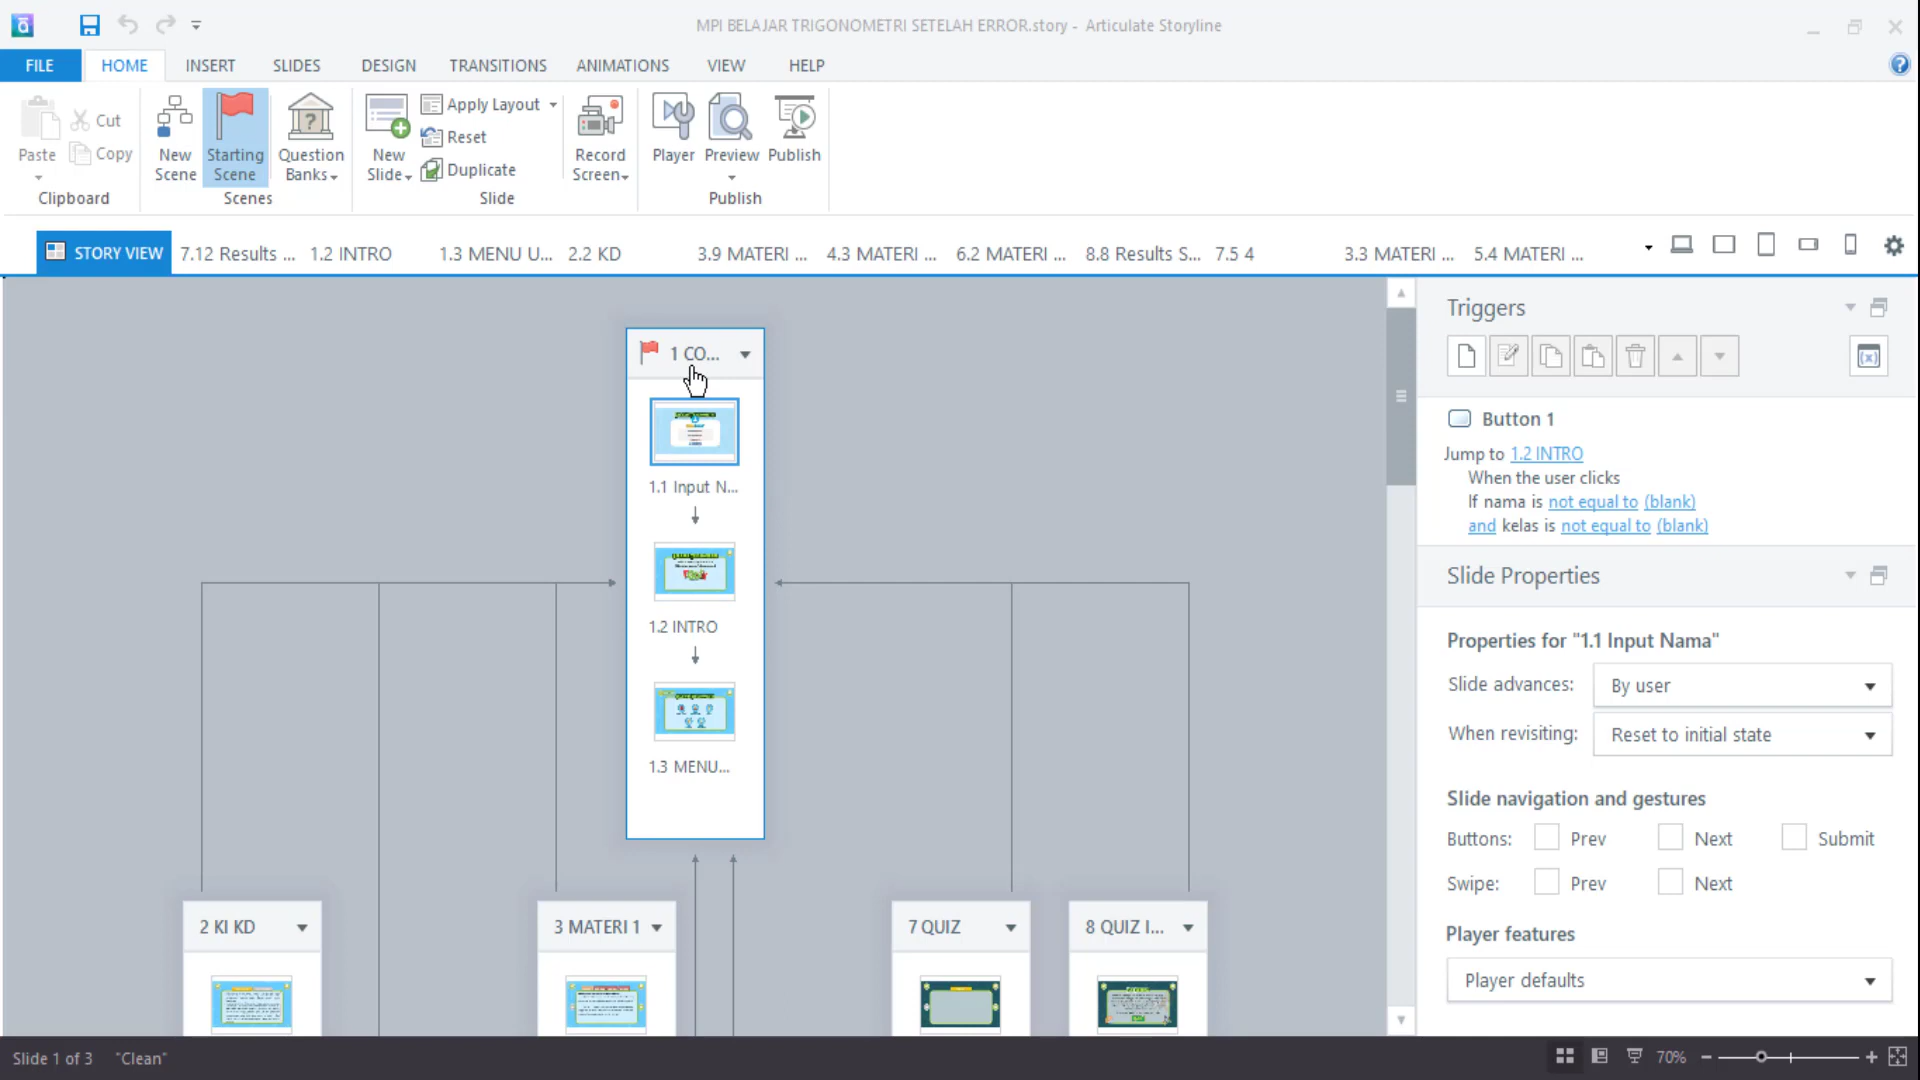 MPI BELAJAR TRIGONOMETRI SETELAH ERROR.story - Articulate Storyline
FILE
HOME
INSERT
SLIDES
DESIGN
TRANSITIONS
ANIMATIONS
VIEW
HELP
Paste
Cut
Copy
Clipboard
New Scene
Starting Scene
Question Banks
Scenes
New Slide
Apply Layout
Reset
Duplicate
Slide
Record Screen
Player
Preview
Publish
Publish
STORY VIEW
7.12 Results ...
1.2 INTRO
1.3 MENU U...
2.2 KD
3.9 MATERI ...
4.3 MATERI ...
6.2 MATERI ...
8.8 Results S...
7.5 4
3.3 MATERI ...
5.4 MATERI ...
1 CO...
1.1 Input N...
1.2 INTRO
1.3 MENU...
2 KI KD
3 MATERI 1
7 QUIZ
8 QUIZ I...
Triggers
Button 1
Jump to 1.2 INTRO
When the user clicks
If nama is not equal to (blank)
and kelas is not equal to (blank)
Slide Properties
Properties for "1.1 Input Nama"
Slide advances: By user
When revisiting: Reset to initial state
Slide navigation and gestures
Buttons: Prev Next Submit
Swipe: Prev Next
Player features
Player defaults
Slide 1 of 3 "Clean"
70%